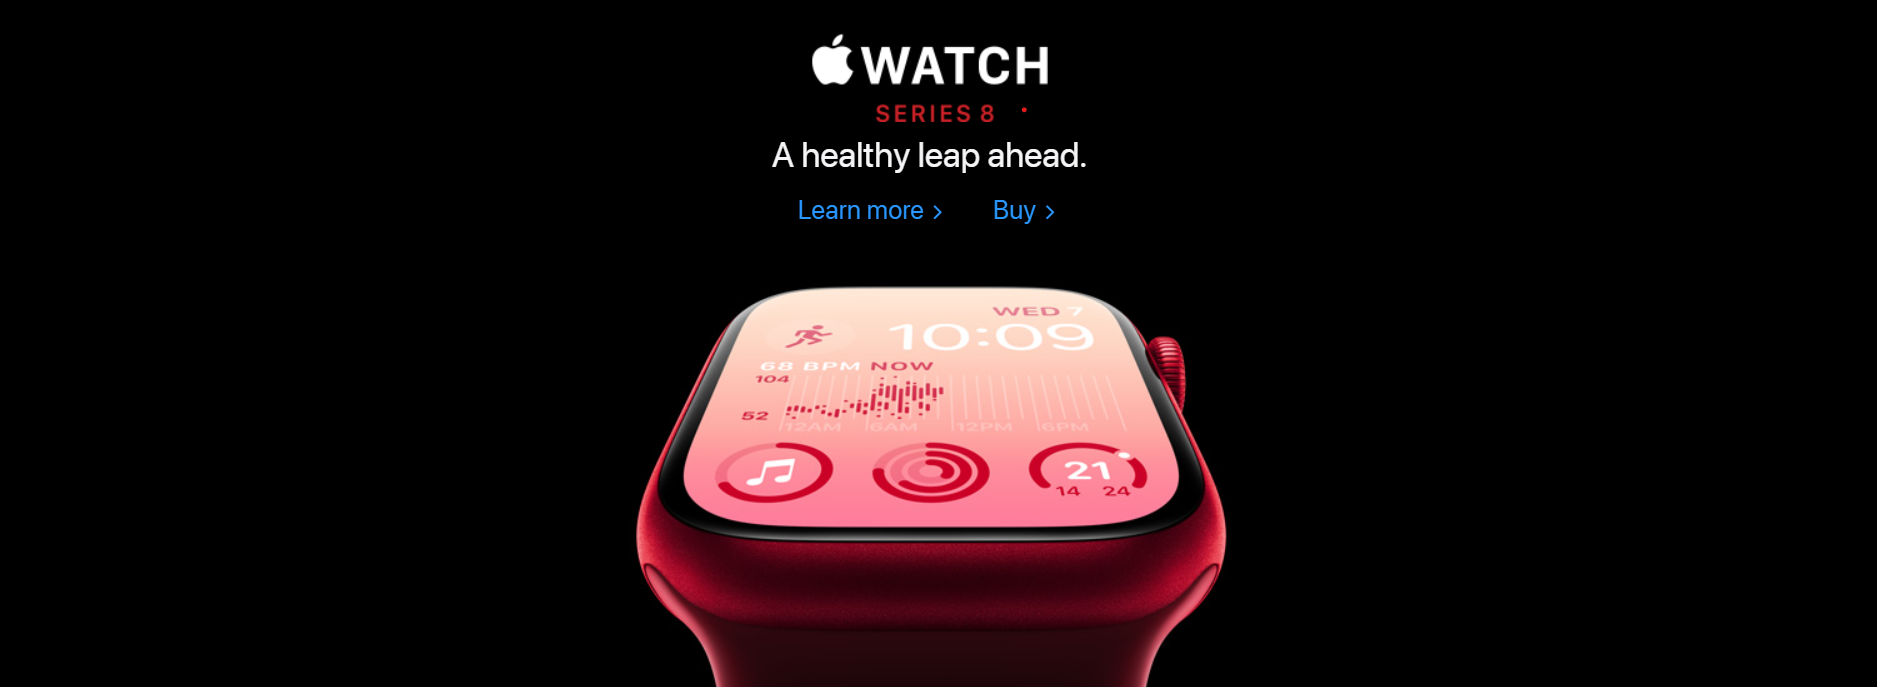 WATCH
SERIES 8
A healthy leap ahead.
Learn more > Buy >
WED 7
10:09
68 BPM NOW
104
52
12AM 6AM 12PM 6PM
21
14 24